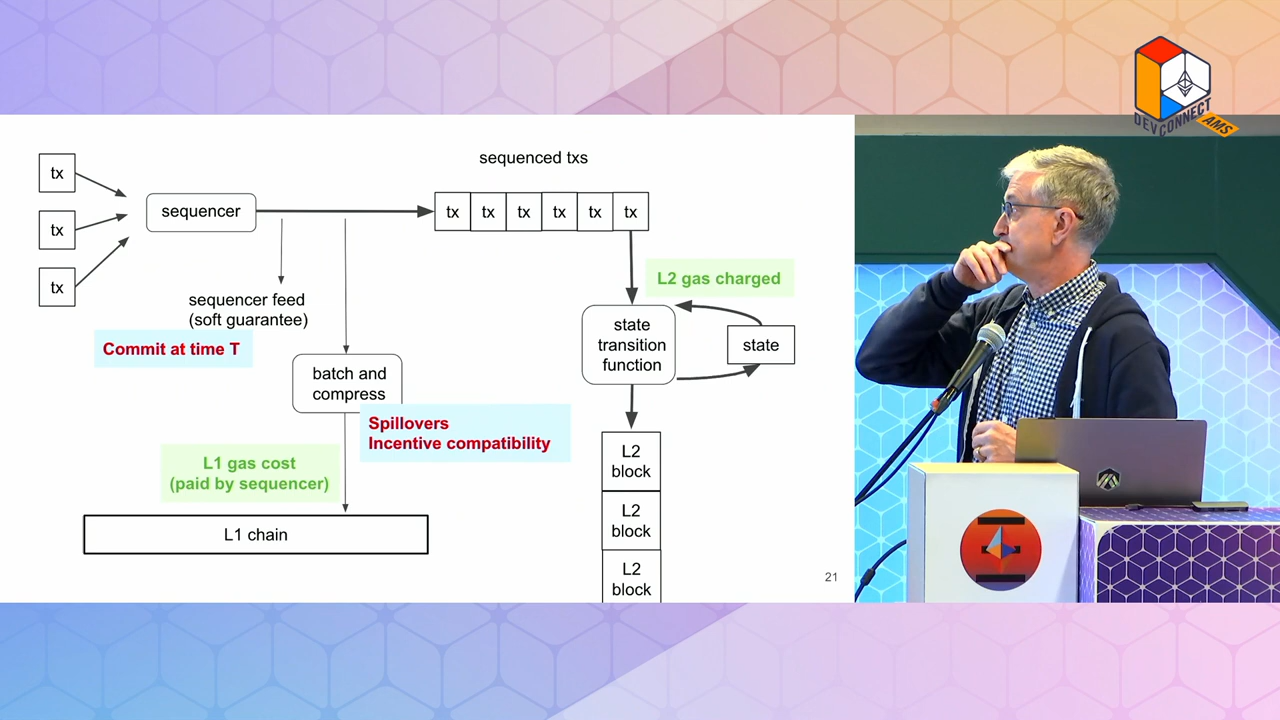 DEVCONNECT
AMS
sequenced txs
tx
tx
tx
sequencer
tx
tx
tx
tx
tx
tx
L2 gas charged
sequencer feed
(soft guarantee)
Commit at time T
state
transition
function
state
batch and
compress
Spillovers
Incentive compatibility
L1 gas cost
(paid by sequencer)
L1 chain
L2
block
L2
block
L2
block
21